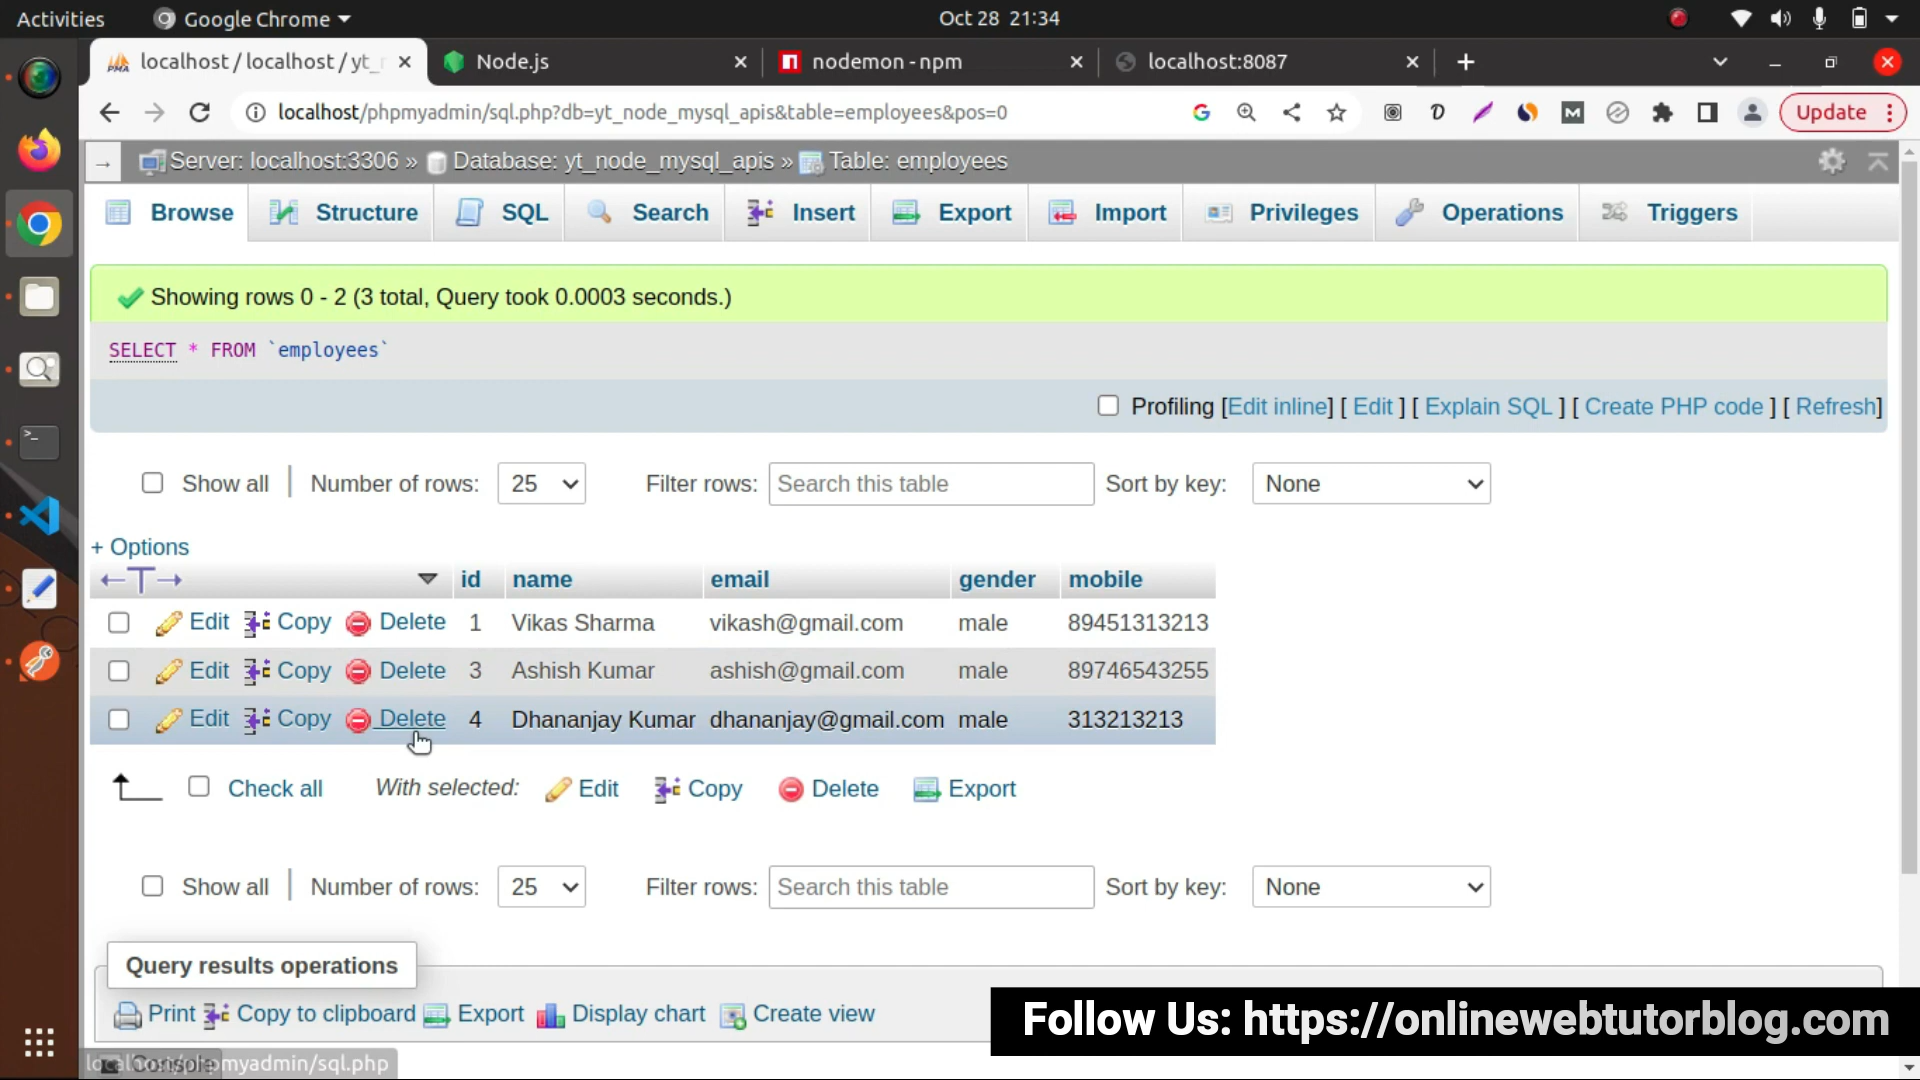 Activities Google Chrome Oct 28 21:34
localhost / localhost / yt_ Node.js nodemon - npm localhost:8087
localhost/phpmyadmin/sql.php?db=yt_node_mysql_apis&table=employees&pos=0 Update
Server: localhost:3306 » Database: yt_node_mysql_apis » Table: employees
Browse Structure SQL Search Insert Export Import Privileges Operations Triggers
Showing rows 0 - 2 (3 total, Query took 0.0003 seconds.)
SELECT * FROM `employees`
Profiling [Edit inline] [ Edit ] [ Explain SQL ] [ Create PHP code ] [ Refresh]
Show all | Number of rows: 25 Filter rows: Search this table Sort by key: None
+ Options
←T→ id name email gender mobile
Edit Copy Delete 1 Vikas Sharma vikash@gmail.com male 89451313213
Edit Copy Delete 3 Ashish Kumar ashish@gmail.com male 89746543255
Edit Copy Delete 4 Dhananjay Kumar dhananjay@gmail.com male 313213213
Check all With selected: Edit Copy Delete Export
Show all | Number of rows: 25 Filter rows: Search this table Sort by key: None
Query results operations
Print Copy to clipboard Export Display chart Create view
Follow Us: https://onlinewebtutorblog.com
localhost/phpmyadmin/sql.php
Console